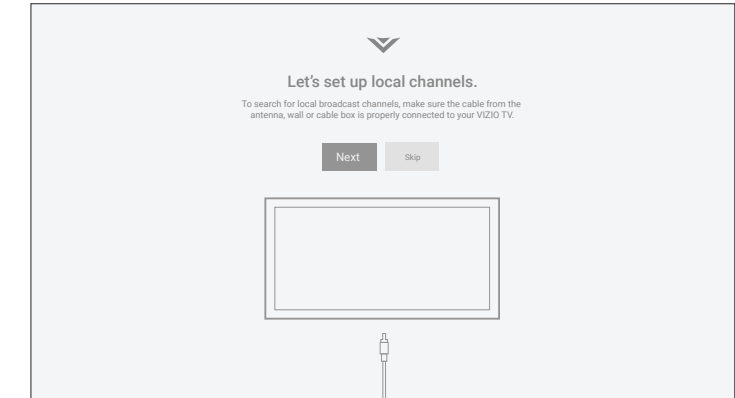 Let’s set up local channels.
To search for local broadcast channels, make sure the cable from the
antenna, wall or cable box is properly connected to your VIZIO TV.
Next
Skip